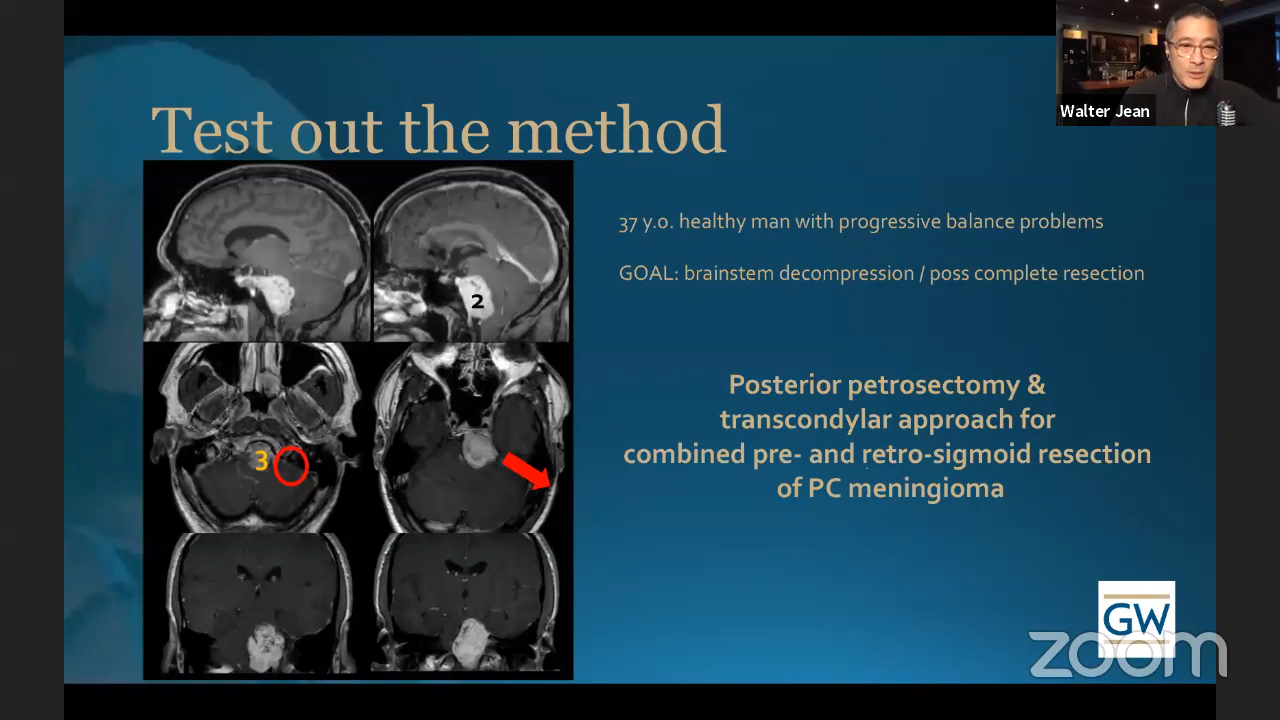 Walter Jean
Test out the method
37 y.o. healthy man with progressive balance problems
GOAL: brainstem decompression / poss complete resection
2
3
Posterior petrosectomy &
transcondylar approach for
combined pre- and retro-sigmoid resection
of PC meningioma
GW
zoom